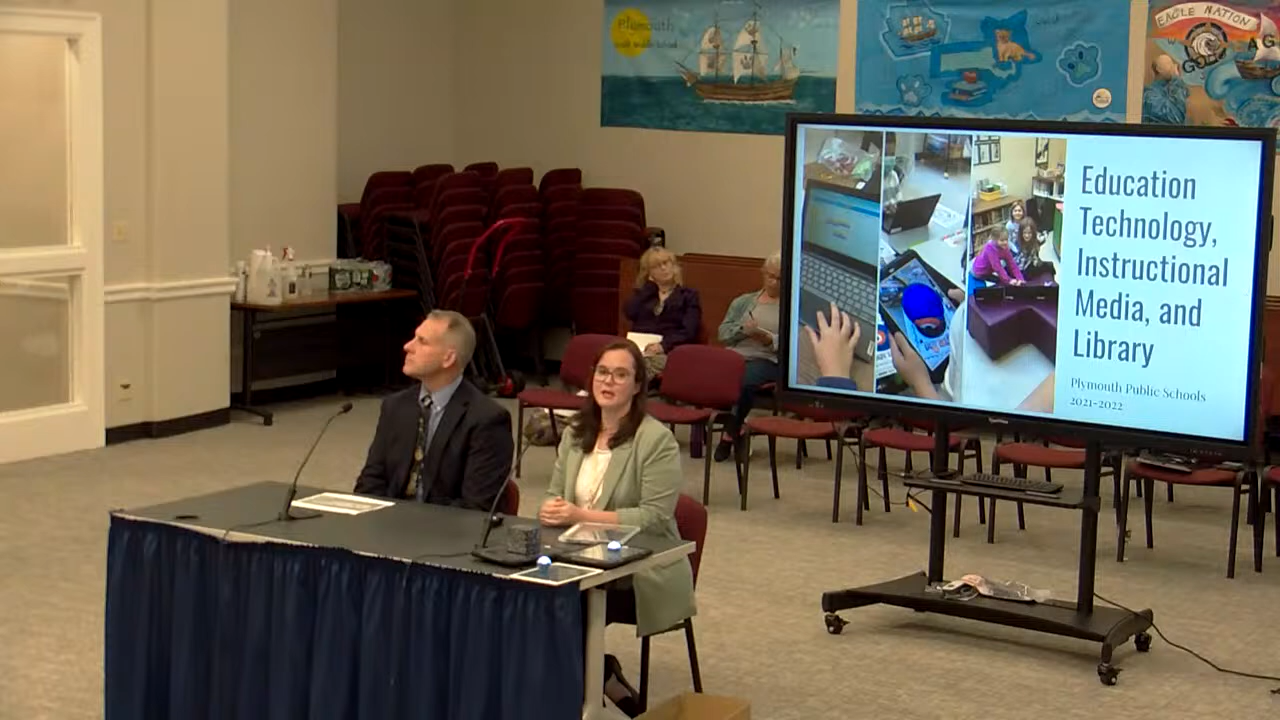 Plymouth
EAGLE NATION
Education
Technology,
Instructional
Media, and
Library
Plymouth Public Schools
2021-2022